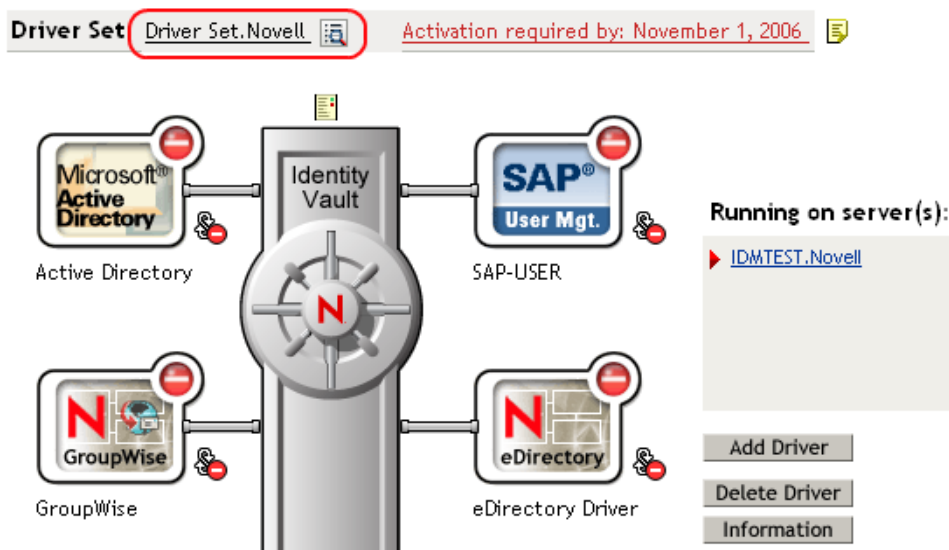 Driver Set Driver Set.Novell Activation required by: November 1, 2006
Identity
Vault
Microsoft®
Active
Directory
Active Directory
SAP®
User Mgt.
SAP-USER
Running on server(s):
IDMTEST.Novell
N
N
GroupWise
GroupWise
N
eDirectory
eDirectory Driver
Add Driver
Delete Driver
Information